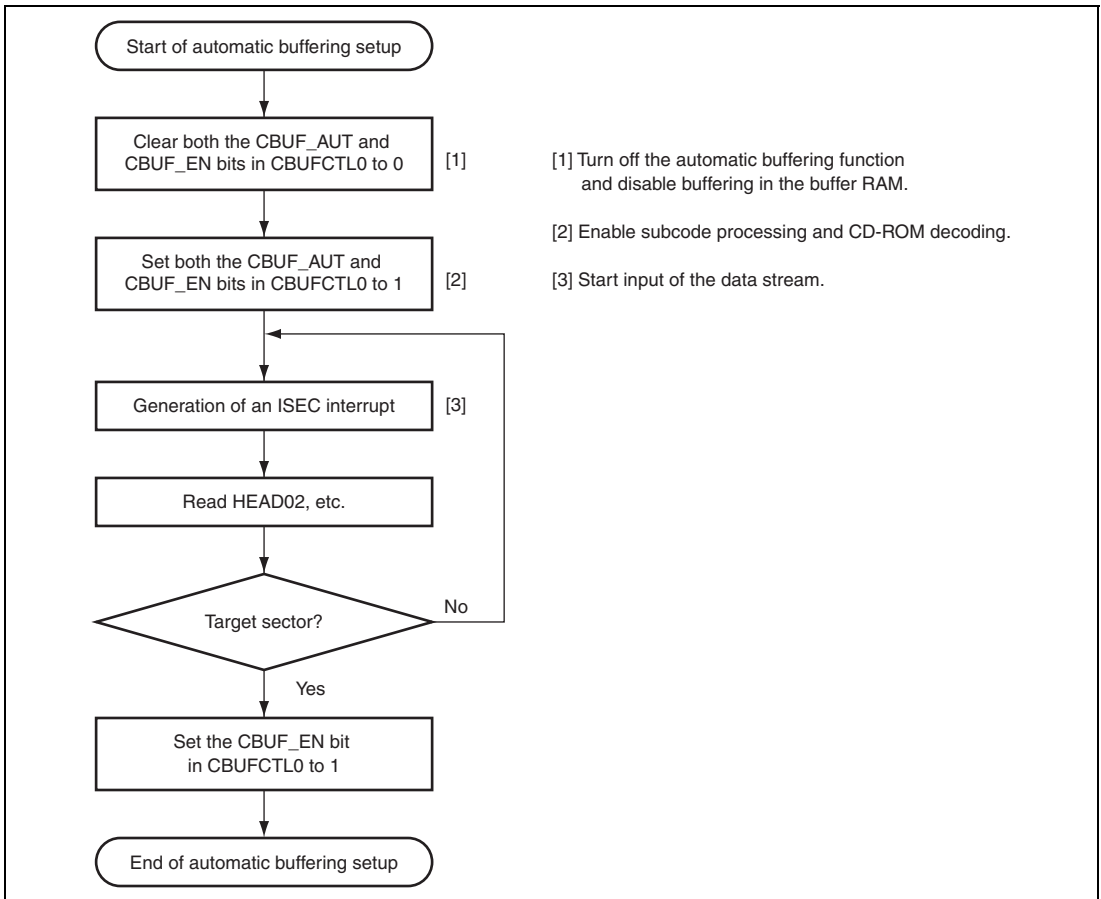 Start of automatic buffering setup
Clear both the CBUF_AUT and
CBUF_EN bits in CBUFCTL0 to 0
[1]
[1] Turn off the automatic buffering function
and disable buffering in the buffer RAM.
[2] Enable subcode processing and CD-ROM decoding.
Set both the CBUF_AUT and
CBUF_EN bits in CBUFCTL0 to 1
[2]
[3] Start input of the data stream.
Generation of an ISEC interrupt
[3]
Read HEAD02, etc.
Target sector?
No
Yes
Set the CBUF_EN bit
in CBUFCTL0 to 1
End of automatic buffering setup